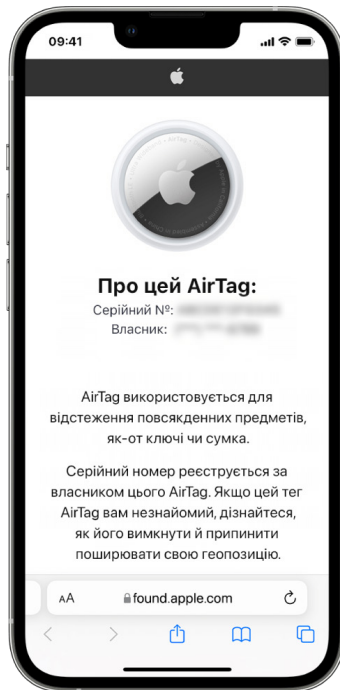 09:41
Про цей AirTag:
Серійний №:
Власник:
AirTag використовується для
відстеження повсякденних предметів,
як-от ключі чи сумка.
Серійний номер реєструється за
власником цього AirTag. Якщо цей тег
AirTag вам незнайомий, дізнайтеся,
як його вимкнути й припинити
поширювати свою геопозицію.
AA found.apple.com